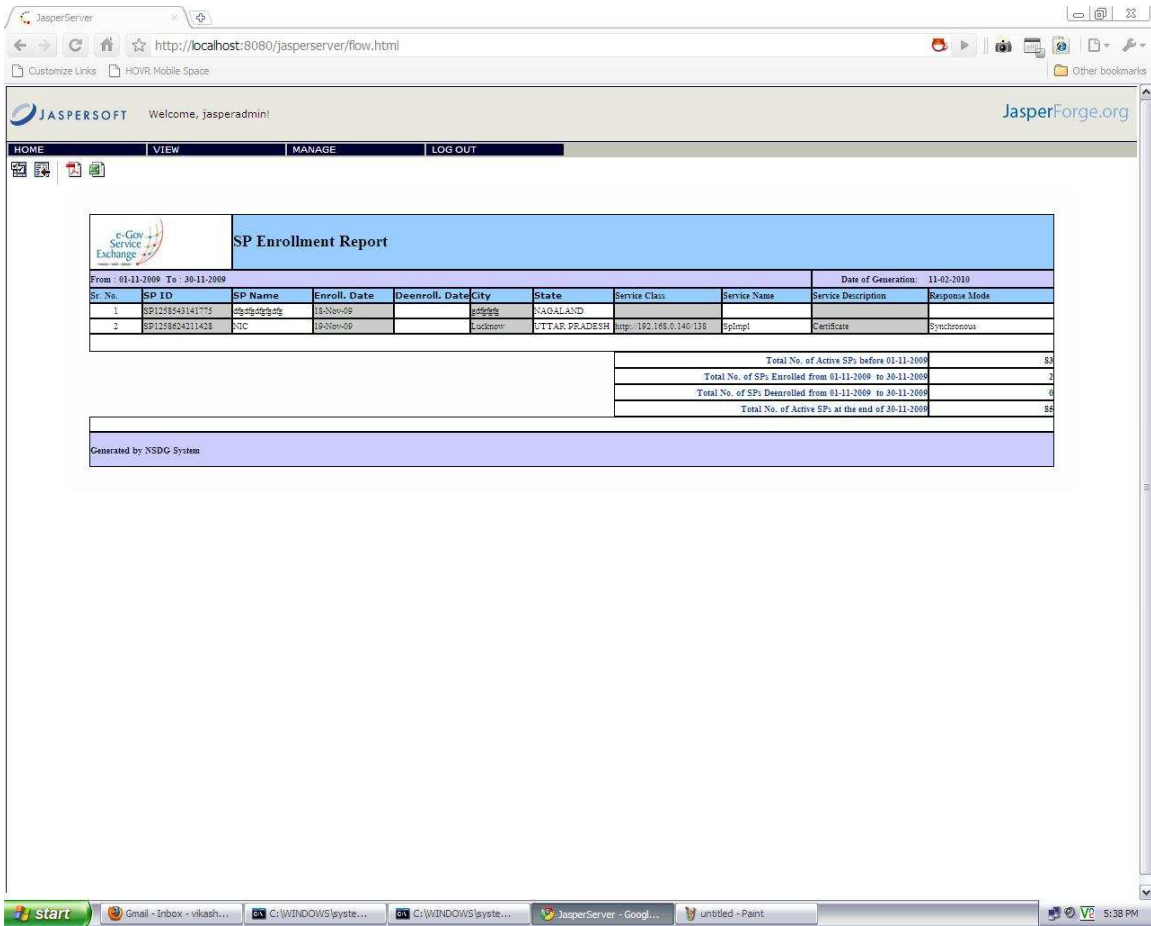 JasperServer
http://localhost:8080/jasperserver/flow.html
Customize Links HOVR Mobile Space Other bookmarks
JASPERSOFT Welcome, jasperadmin! JasperForge.org
HOME VIEW MANAGE LOG OUT
e-Gov
Service
Exchange
SP Enrollment Report
From : 01-11-2009 To : 30-11-2009 Date of Generation: 11-02-2010
Sr. No. SP ID SP Name Enroll. Date Deenroll. Date City State Service Class Service Name Service Description Response Mode
1 SP1258543141775 18-Nov-09 NAGALAND
2 SP1258624211428 NIC 19-Nov-09 Lucknow UTTAR PRADESH http://192.168.0.140/138 SpImpl Certificate Synchronous
Total No. of Active SPs before 01-11-2009 83
Total No. of SPs Enrolled from 01-11-2009 to 30-11-2009 2
Total No. of SPs Deenrolled from 01-11-2009 to 30-11-2009 0
Total No. of Active SPs at the end of 30-11-2009 86
Generated by NSDG System
start Gmail - Inbox - vikash... C:\WINDOWS\syste... C:\WINDOWS\syste... JasperServer - Googl... untitled - Paint 5:38 PM